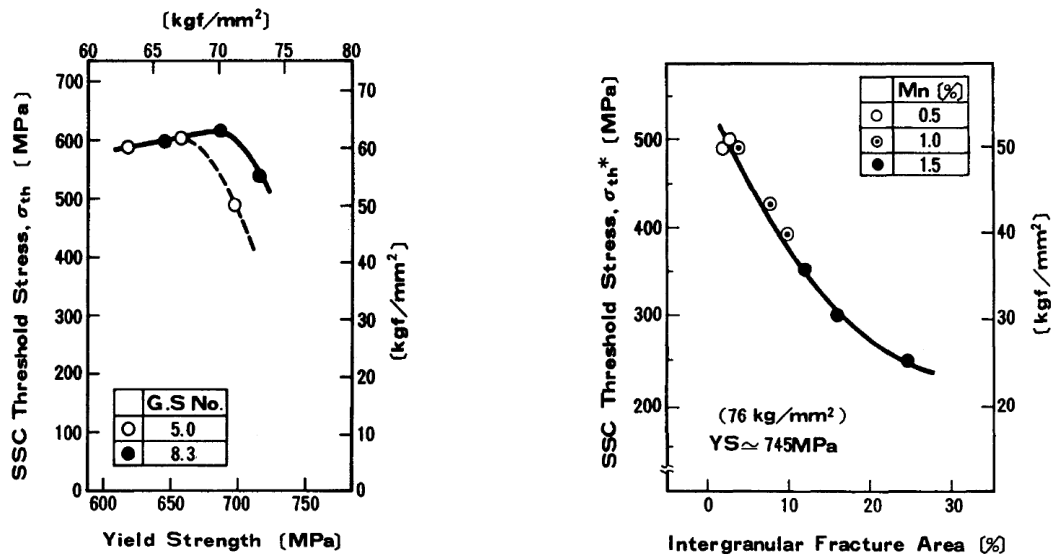 [kgf/mm²]
60 65 70 75 80
SSC Threshold Stress, σth [MPa]
700
600
500
400
300
200
100
0
70
60
50
40
30
20
10
0
[kgf/mm²]
G.S No.
5.0
8.3
600 650 700 750
Yield Strength [MPa]
SSC Threshold Stress, σth* [MPa]
500
400
300
200
50
40
30
20
[kgf/mm²]
Mn [%]
0.5
1.0
1.5
(76 kg/mm²)
YS≃745MPa
0 10 20 30
Intergranular Fracture Area [%]